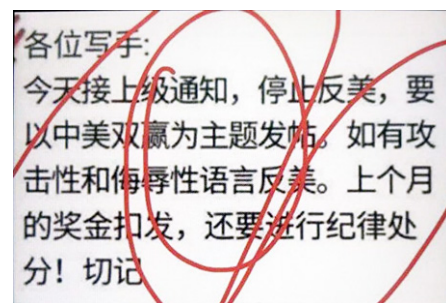 各位写手:
今天接上级通知，停止反美，要
以中美双赢为主题发帖。如有攻
击性和侮辱性语言反美。上个月
的奖金扣发，还要进行纪律处
分！切记